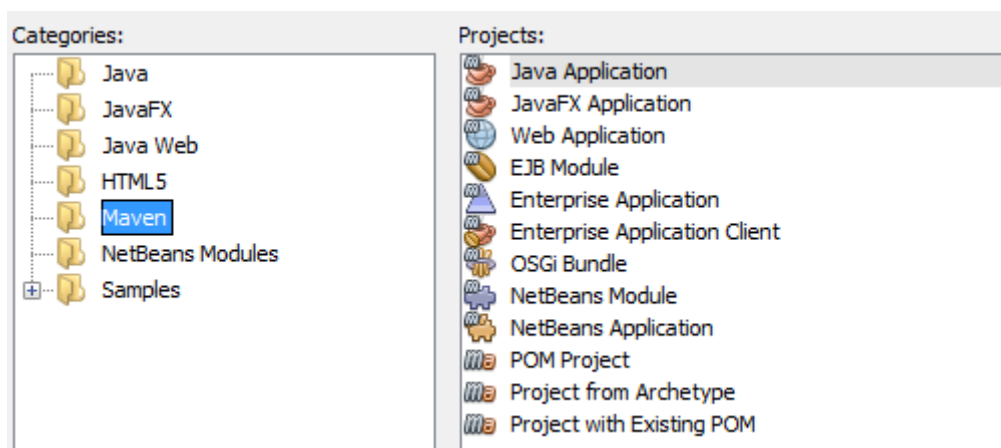 Categories:
Java
JavaFX
Java Web
HTML5
Maven
NetBeans Modules
Samples
Projects:
Java Application
JavaFX Application
Web Application
EJB Module
Enterprise Application
Enterprise Application Client
OSGi Bundle
NetBeans Module
NetBeans Application
POM Project
Project from Archetype
Project with Existing POM